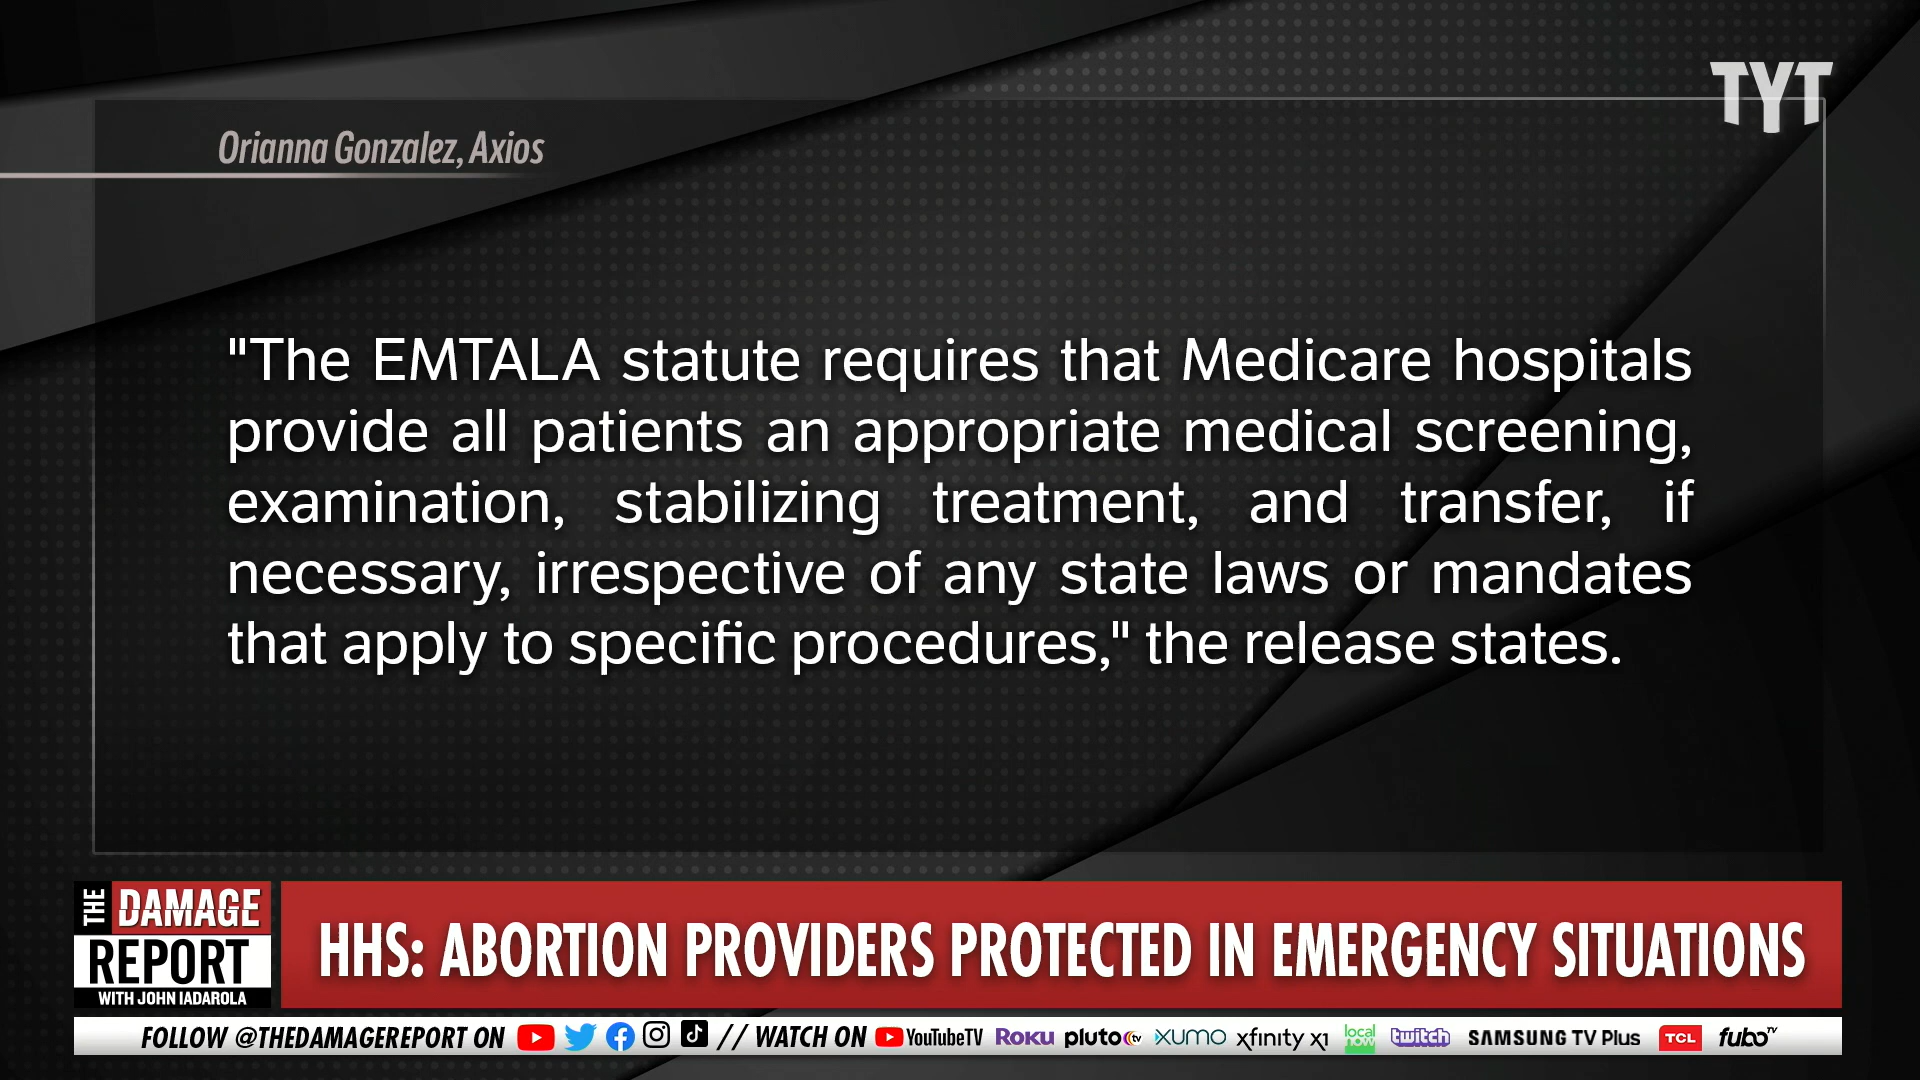 TYT
Orianna Gonzalez, Axios
"The EMTALA statute requires that Medicare hospitals
provide all patients an appropriate medical screening,
examination, stabilizing treatment, and transfer, if
necessary, irrespective of any state laws or mandates
that apply to specific procedures," the release states.
THE DAMAGE
REPORT
WITH JOHN IADAROLA
HHS: ABORTION PROVIDERS PROTECTED IN EMERGENCY SITUATIONS
FOLLOW @THEDAMAGEREPORT ON // WATCH ON YouTubeTV ROKU pluto tv XUMO xfinity X1 local now twitch SAMSUNG TV Plus TCL fubo TV